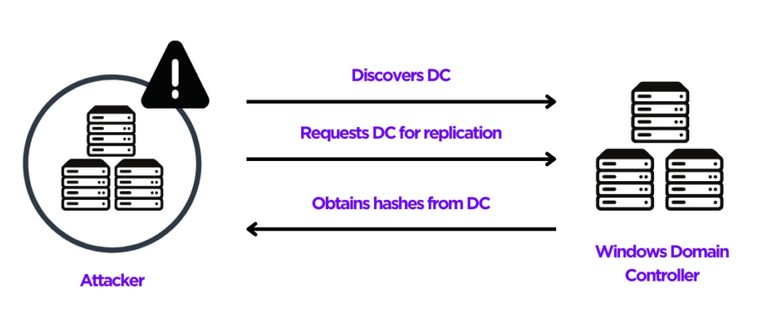 Discovers DC
Requests DC for replication
Obtains hashes from DC
Attacker
Windows Domain
Controller